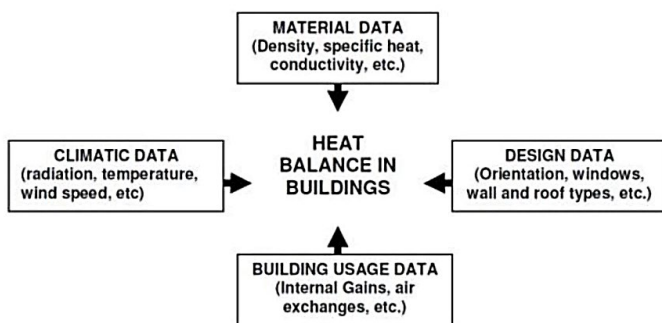 MATERIAL DATA
(Density, specific heat,
conductivity, etc.)
HEAT
BALANCE IN
BUILDINGS
CLIMATIC DATA
(radiation, temperature,
wind speed, etc)
DESIGN DATA
(Orientation, windows,
wall and roof types, etc.)
BUILDING USAGE DATA
(Internal Gains, air
exchanges, etc.)